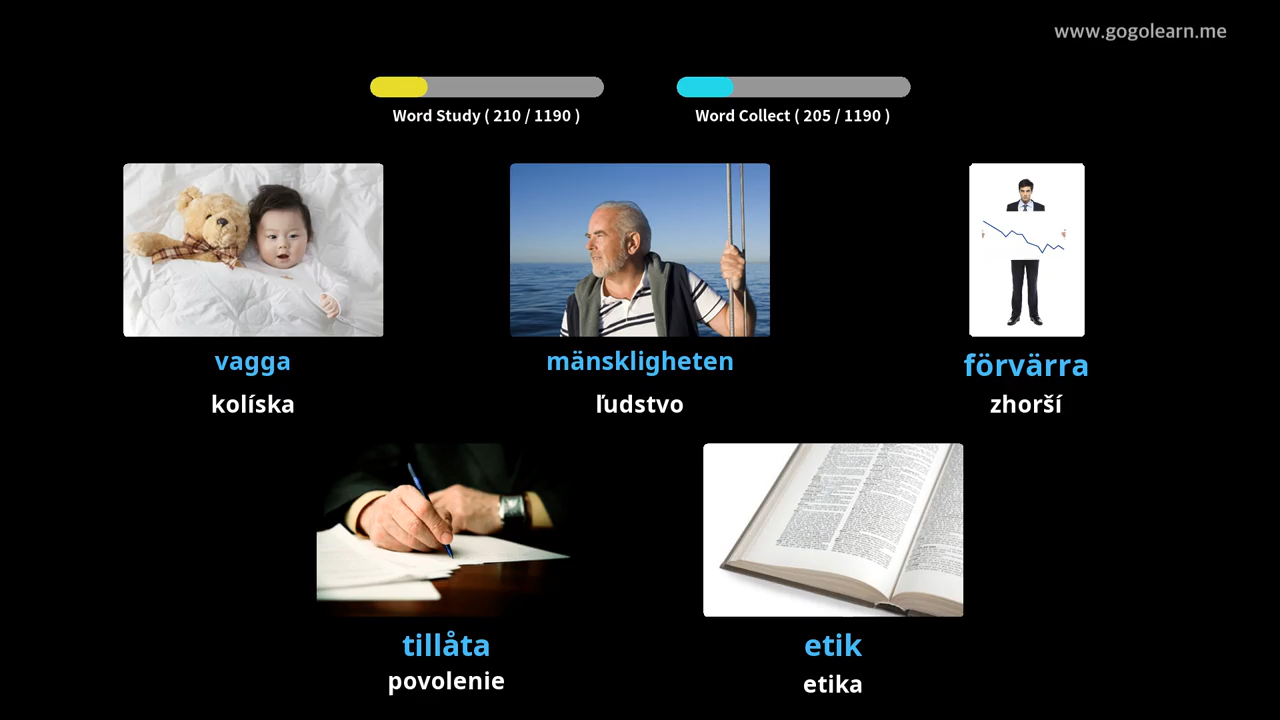 www.gogolearn.me
Word Study ( 210 / 1190 )
Word Collect ( 205 / 1190 )
vagga
mänskligheten
förvärra
kolíska
ľudstvo
zhorší
tillåta
etik
povolenie
etika